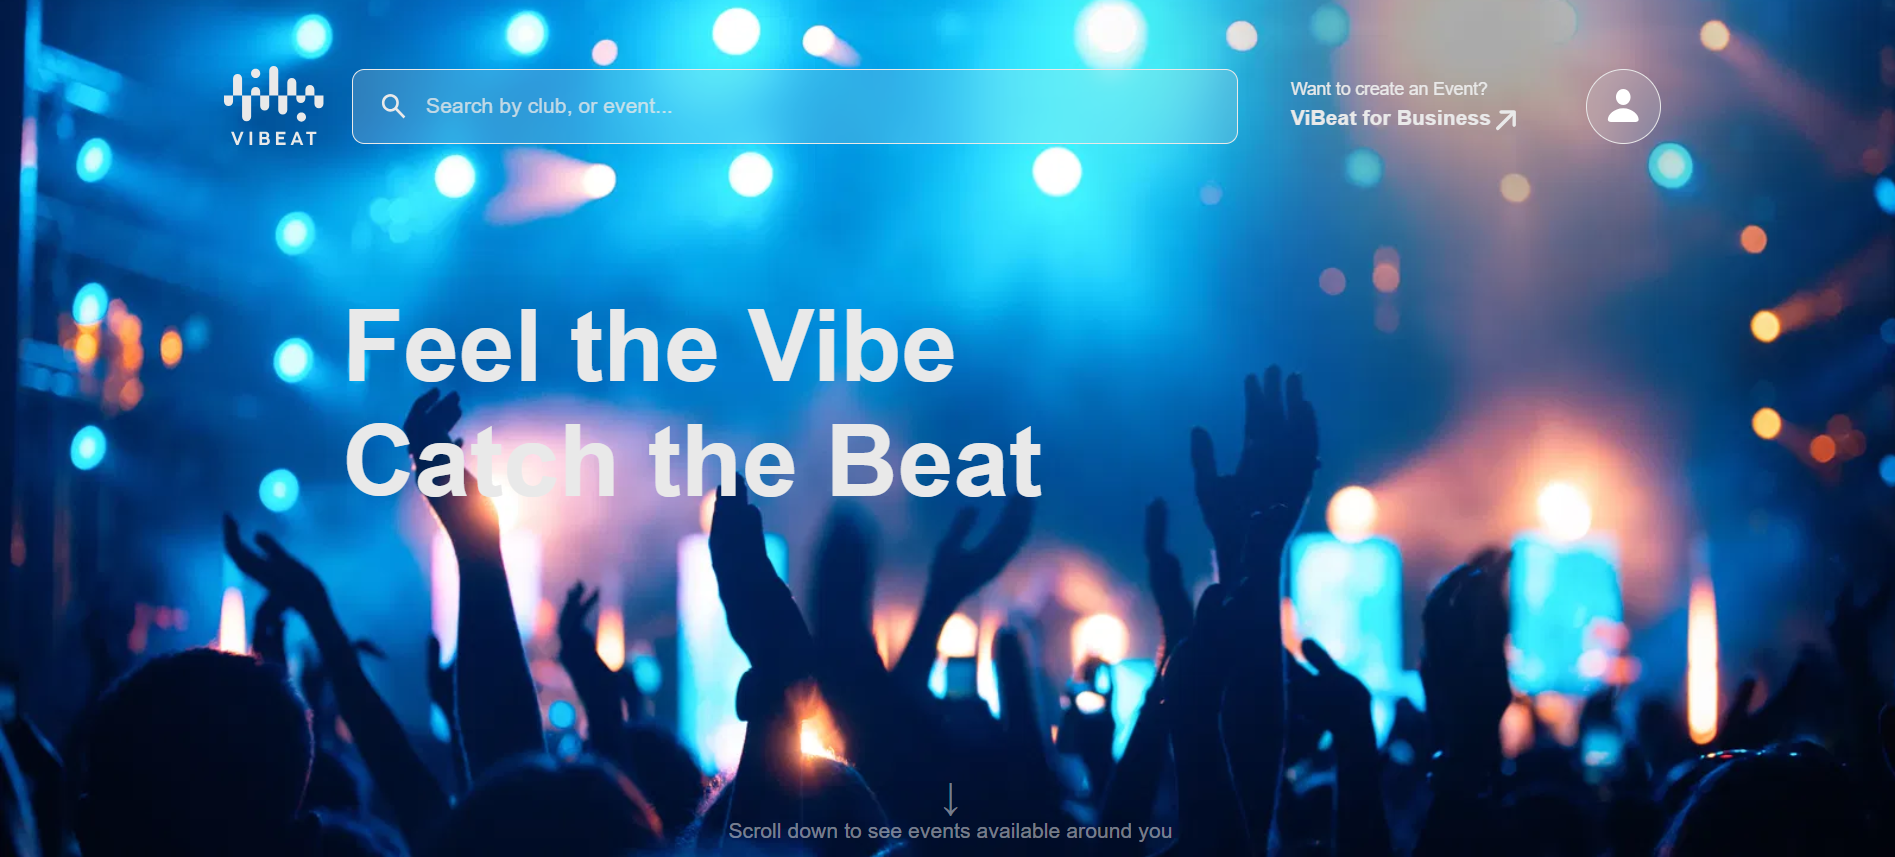 VIBEAT
Search by club, or event...
Want to create an Event?
ViBeat for Business
Feel the Vibe
Catch the Beat
Scroll down to see events available around you